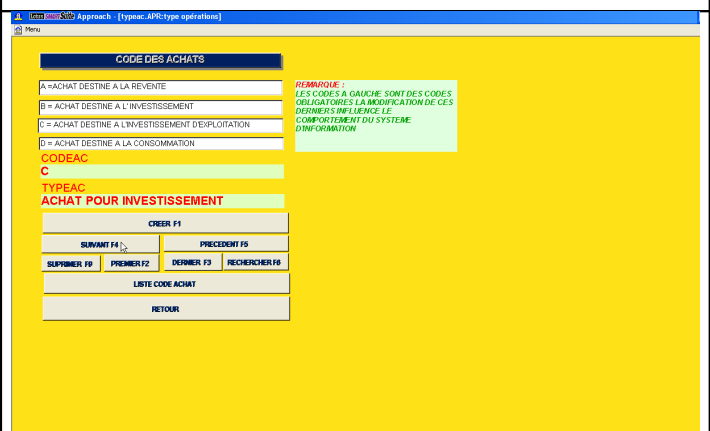 Lotus SmartSuite Approach - [typeac.APR:type opérations]
Menu
CODE DES ACHATS
A =ACHAT DESTINE A LA REVENTE
B = ACHAT DESTINE A L' INVESTISSEMENT
C = ACHAT DESTINE A L'INVESTISSEMENT D'EXPLOITATION
D = ACHAT DESTINE A LA CONSOMMATION
REMARQUE :
LES CODES A GAUCHE SONT DES CODES
OBLIGATOIRES LA MODIFICATION DE CES
DERNIERS INFLUENCE LE
COMPORTEMENT DU SYSTEME
D'INFORMATION
CODEAC
C
TYPEAC
ACHAT POUR INVESTISSEMENT
CREER F1
SUIVANT F4 PRECEDENT F5
SUPRIMER F9 PREMIER F2 DERNIER F3 RECHERCHER F6
LISTE CODE ACHAT
RETOUR